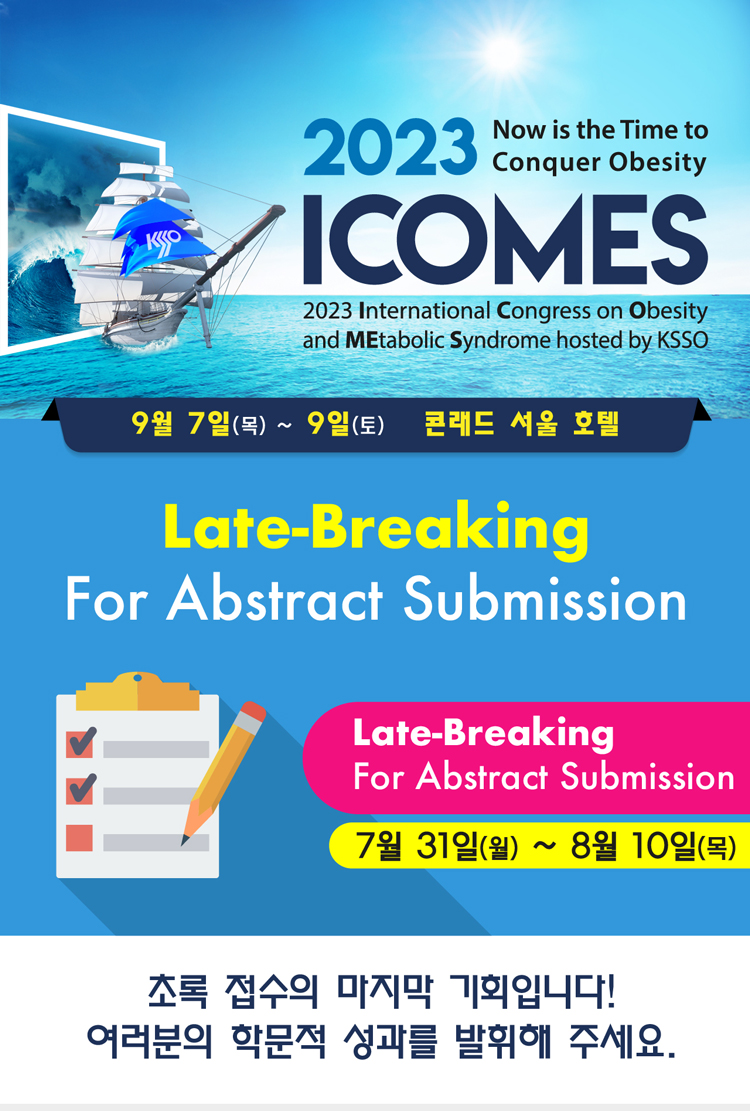 2023
Now is the Time to
Conquer Obesity
KSSO
ICOMES
2023 International Congress on Obesity
and MEtabolic Syndrome hosted by KSSO
9월 7일(목) ~ 9일(토) 콘래드 서울 호텔
Late-Breaking
For Abstract Submission
Late-Breaking
For Abstract Submission
7월 31일(월) ~ 8월 10일(목)
초록 접수의 마지막 기회입니다!
여러분의 학문적 성과를 발휘해 주세요.